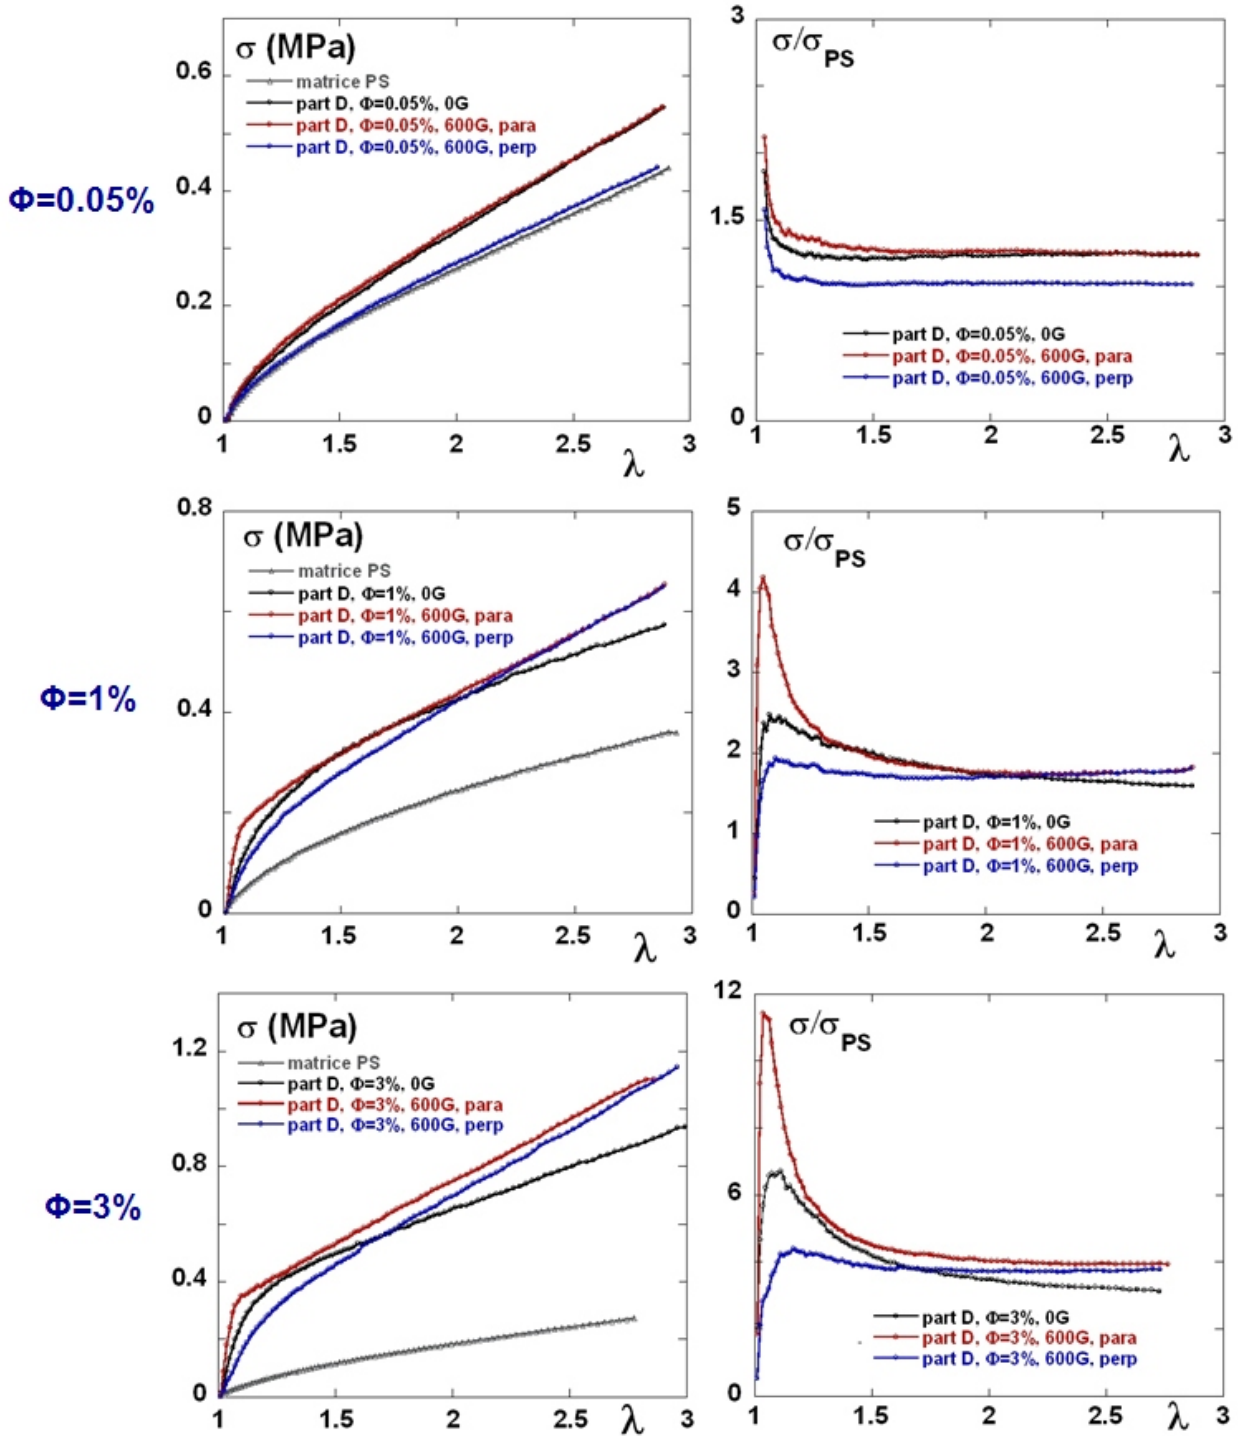 Φ=0.05%
σ (MPa)
matrice PS
part D, Φ=0.05%, 0G
part D, Φ=0.05%, 600G, para
part D, Φ=0.05%, 600G, perp
0.6
0.4
0.2
0
1 1.5 2 2.5 3
λ
σ/σPS
3
1.5
0
part D, Φ=0.05%, 0G
part D, Φ=0.05%, 600G, para
part D, Φ=0.05%, 600G, perp
1 1.5 2 2.5 3
λ
Φ=1%
σ (MPa)
matrice PS
part D, Φ=1%, 0G
part D, Φ=1%, 600G, para
part D, Φ=1%, 600G, perp
0.8
0.4
0
1 1.5 2 2.5 3
λ
σ/σPS
5
4
3
2
1
0
part D, Φ=1%, 0G
part D, Φ=1%, 600G, para
part D, Φ=1%, 600G, perp
1 1.5 2 2.5 3
λ
Φ=3%
σ (MPa)
matrice PS
part D, Φ=3%, 0G
part D, Φ=3%, 600G, para
part D, Φ=3%, 600G, perp
1.2
0.8
0.4
0
1 1.5 2 2.5 3
λ
σ/σPS
12
6
0
part D, Φ=3%, 0G
part D, Φ=3%, 600G, para
part D, Φ=3%, 600G, perp
1 1.5 2 2.5 3
λ